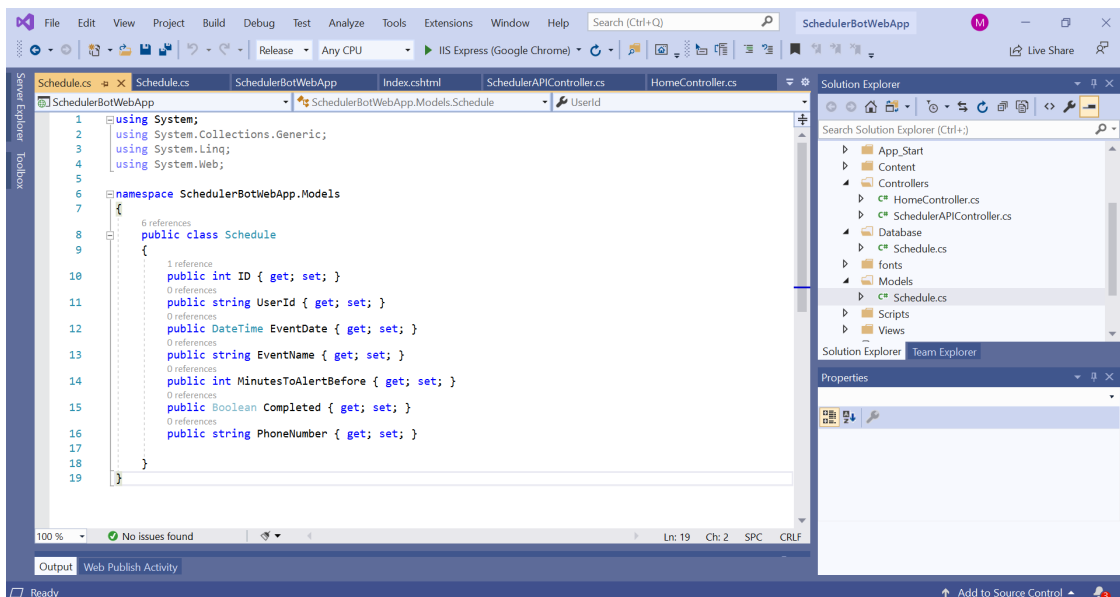 File Edit View Project Build Debug Test Analyze Tools Extensions Window Help Search (Ctrl+Q) SchedulerBotWebApp M
Release Any CPU IIS Express (Google Chrome) Live Share
Server Explorer
Toolbox
Schedule.cs Schedule.cs SchedulerBotWebApp Index.cshtml SchedulerAPIController.cs HomeController.cs
SchedulerBotWebApp SchedulerBotWebApp.Models.Schedule UserId
1 using System;
2 using System.Collections.Generic;
3 using System.Linq;
4 using System.Web;
5
6 namespace SchedulerBotWebApp.Models
7 {
6 references
8 public class Schedule
9 {
1 reference
10 public int ID { get; set; }
0 references
11 public string UserId { get; set; }
0 references
12 public DateTime EventDate { get; set; }
0 references
13 public string EventName { get; set; }
0 references
14 public int MinutesToAlertBefore { get; set; }
0 references
15 public Boolean Completed { get; set; }
0 references
16 public string PhoneNumber { get; set; }
17
18 }
19 }
100 % No issues found Ln: 19 Ch: 2 SPC CRLF
Output Web Publish Activity
Solution Explorer
Search Solution Explorer (Ctrl+;)
App_Start
Content
Controllers
C# HomeController.cs
C# SchedulerAPIController.cs
Database
C# Schedule.cs
fonts
Models
C# Schedule.cs
Scripts
Views
Solution Explorer Team Explorer
Properties
Ready Add to Source Control 3